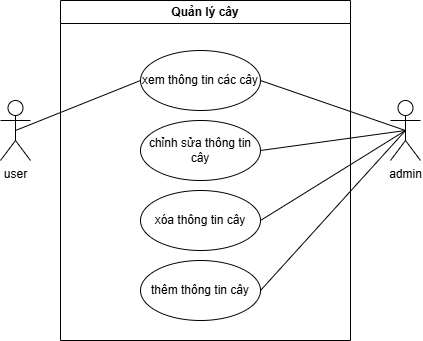 Quản lý cây
xem thông tin các cây
chỉnh sửa thông tin
cây
user
admin
xóa thông tin cây
thêm thông tin cây